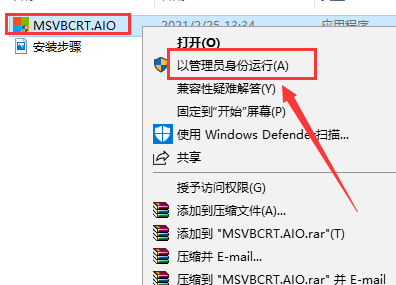 MSVBCRT.AIO
2021/2/25 13:34
应用程序
安装步骤
打开(O)
以管理员身份运行(A)
兼容性疑难解答(Y)
固定到"开始"屏幕(P)
使用 Windows Defender扫描...
共享
授予访问权限(G)
添加到压缩文件(A)...
添加到 "MSVBCRT.AIO.rar"(T)
压缩并 E-mail...
压缩到 "MSVBCRT.AIO.rar" 并 E-mail